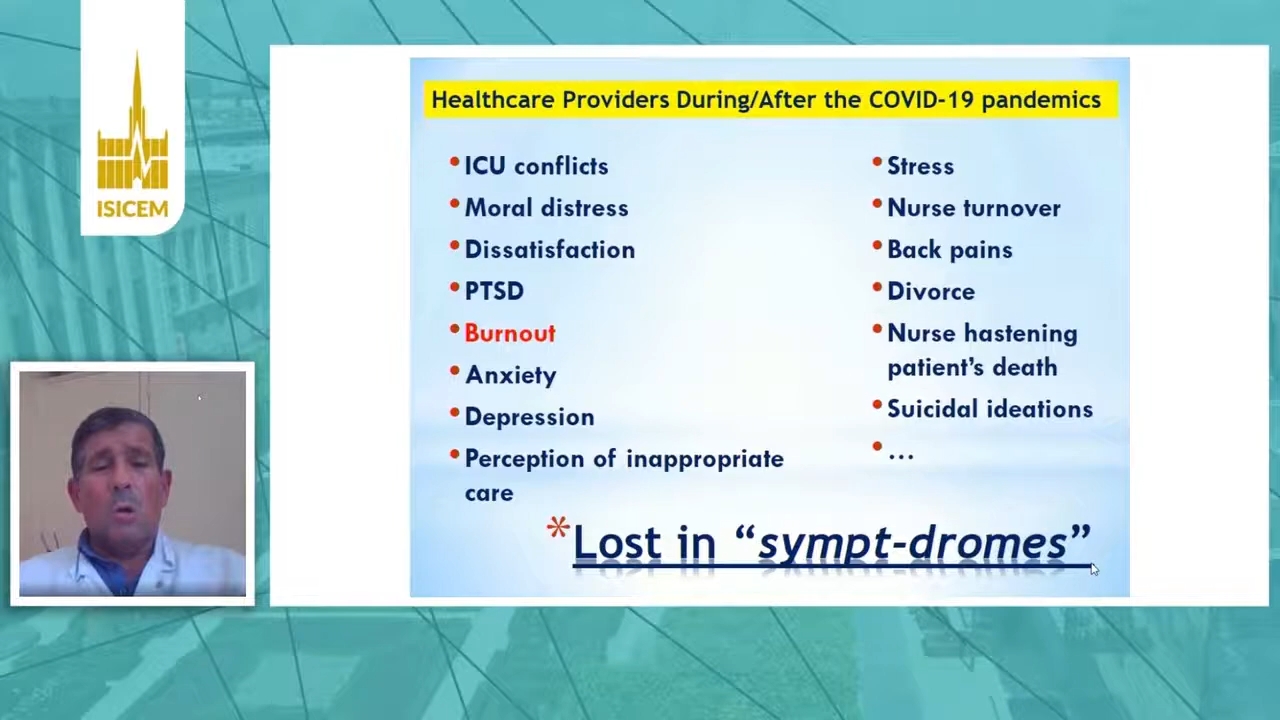 ISICEM
Healthcare Providers During/After the COVID-19 pandemics
• ICU conflicts
• Moral distress
• Dissatisfaction
• PTSD
• Burnout
• Anxiety
• Depression
• Perception of inappropriate
care
• Stress
• Nurse turnover
• Back pains
• Divorce
• Nurse hastening
patient’s death
• Suicidal ideations
• …
*Lost in “sympt-dromes”